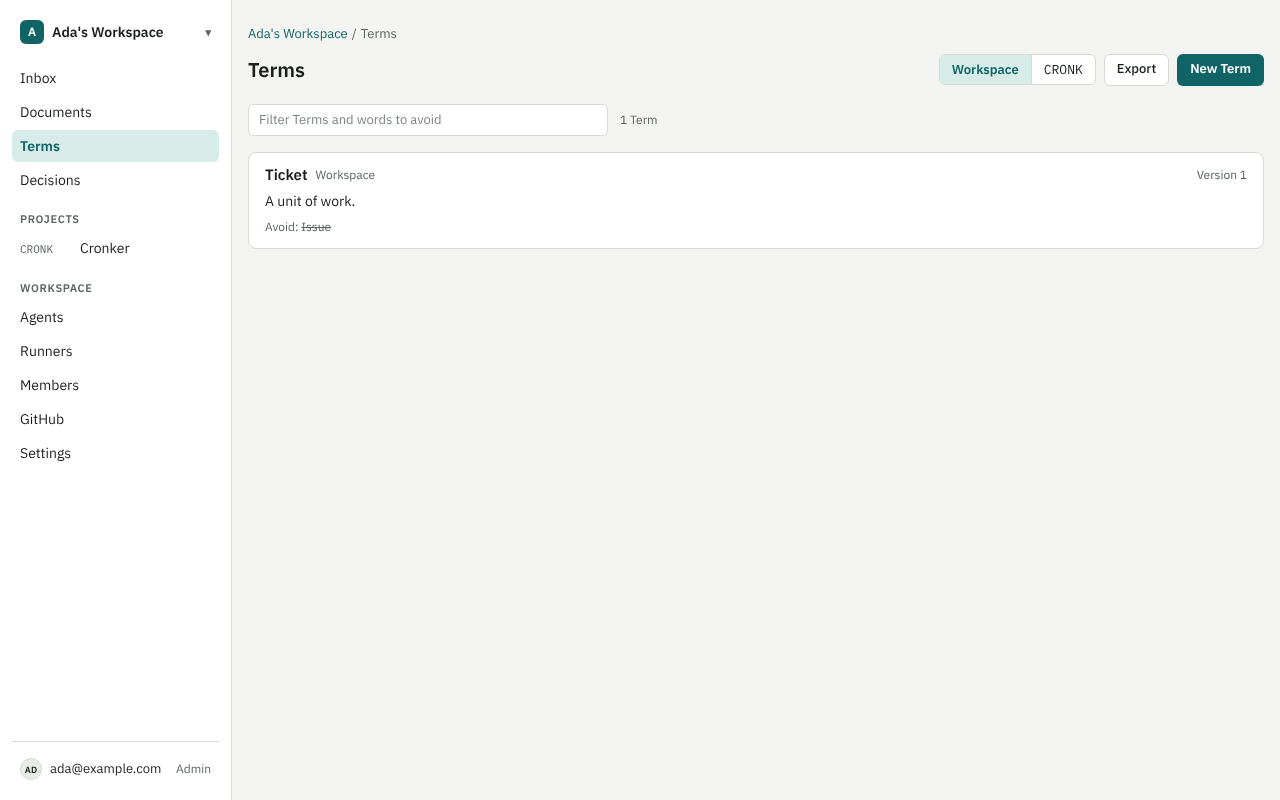 A Ada's Workspace ▾
Inbox
Documents
Terms
Decisions
PROJECTS
CRONK Cronker
WORKSPACE
Agents
Runners
Members
GitHub
Settings
AD ada@example.com Admin
Ada's Workspace / Terms
Terms
Workspace CRONK Export New Term
Filter Terms and words to avoid 1 Term
Ticket Workspace Version 1
A unit of work.
Avoid: Issue